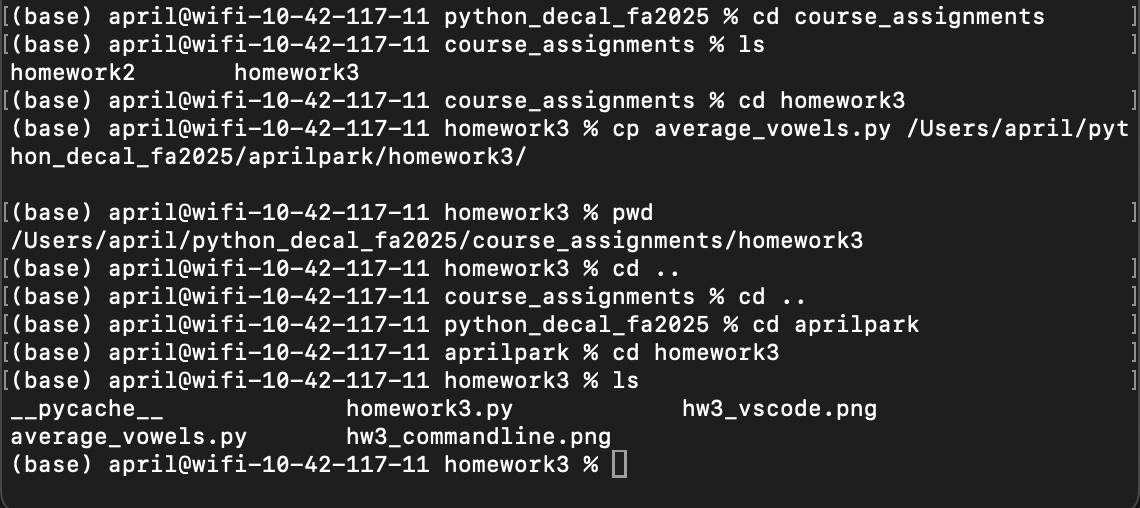 (base) april@wifi-10-42-117-11 python_decal_fa2025 % cd course_assignments
[(base) april@wifi-10-42-117-11 course_assignments % ls ]
homework2 homework3
[(base) april@wifi-10-42-117-11 course_assignments % cd homework3 ]
(base) april@wifi-10-42-117-11 homework3 % cp average_vowels.py /Users/april/pyt
hon_decal_fa2025/aprilpark/homework3/
[(base) april@wifi-10-42-117-11 homework3 % pwd ]
/Users/april/python_decal_fa2025/course_assignments/homework3
[(base) april@wifi-10-42-117-11 homework3 % cd .. ]
[(base) april@wifi-10-42-117-11 course_assignments % cd .. ]
[(base) april@wifi-10-42-117-11 python_decal_fa2025 % cd aprilpark ]
[(base) april@wifi-10-42-117-11 aprilpark % cd homework3 ]
[(base) april@wifi-10-42-117-11 homework3 % ls ]
__pycache__ homework3.py hw3_vscode.png
average_vowels.py hw3_commandline.png
(base) april@wifi-10-42-117-11 homework3 %